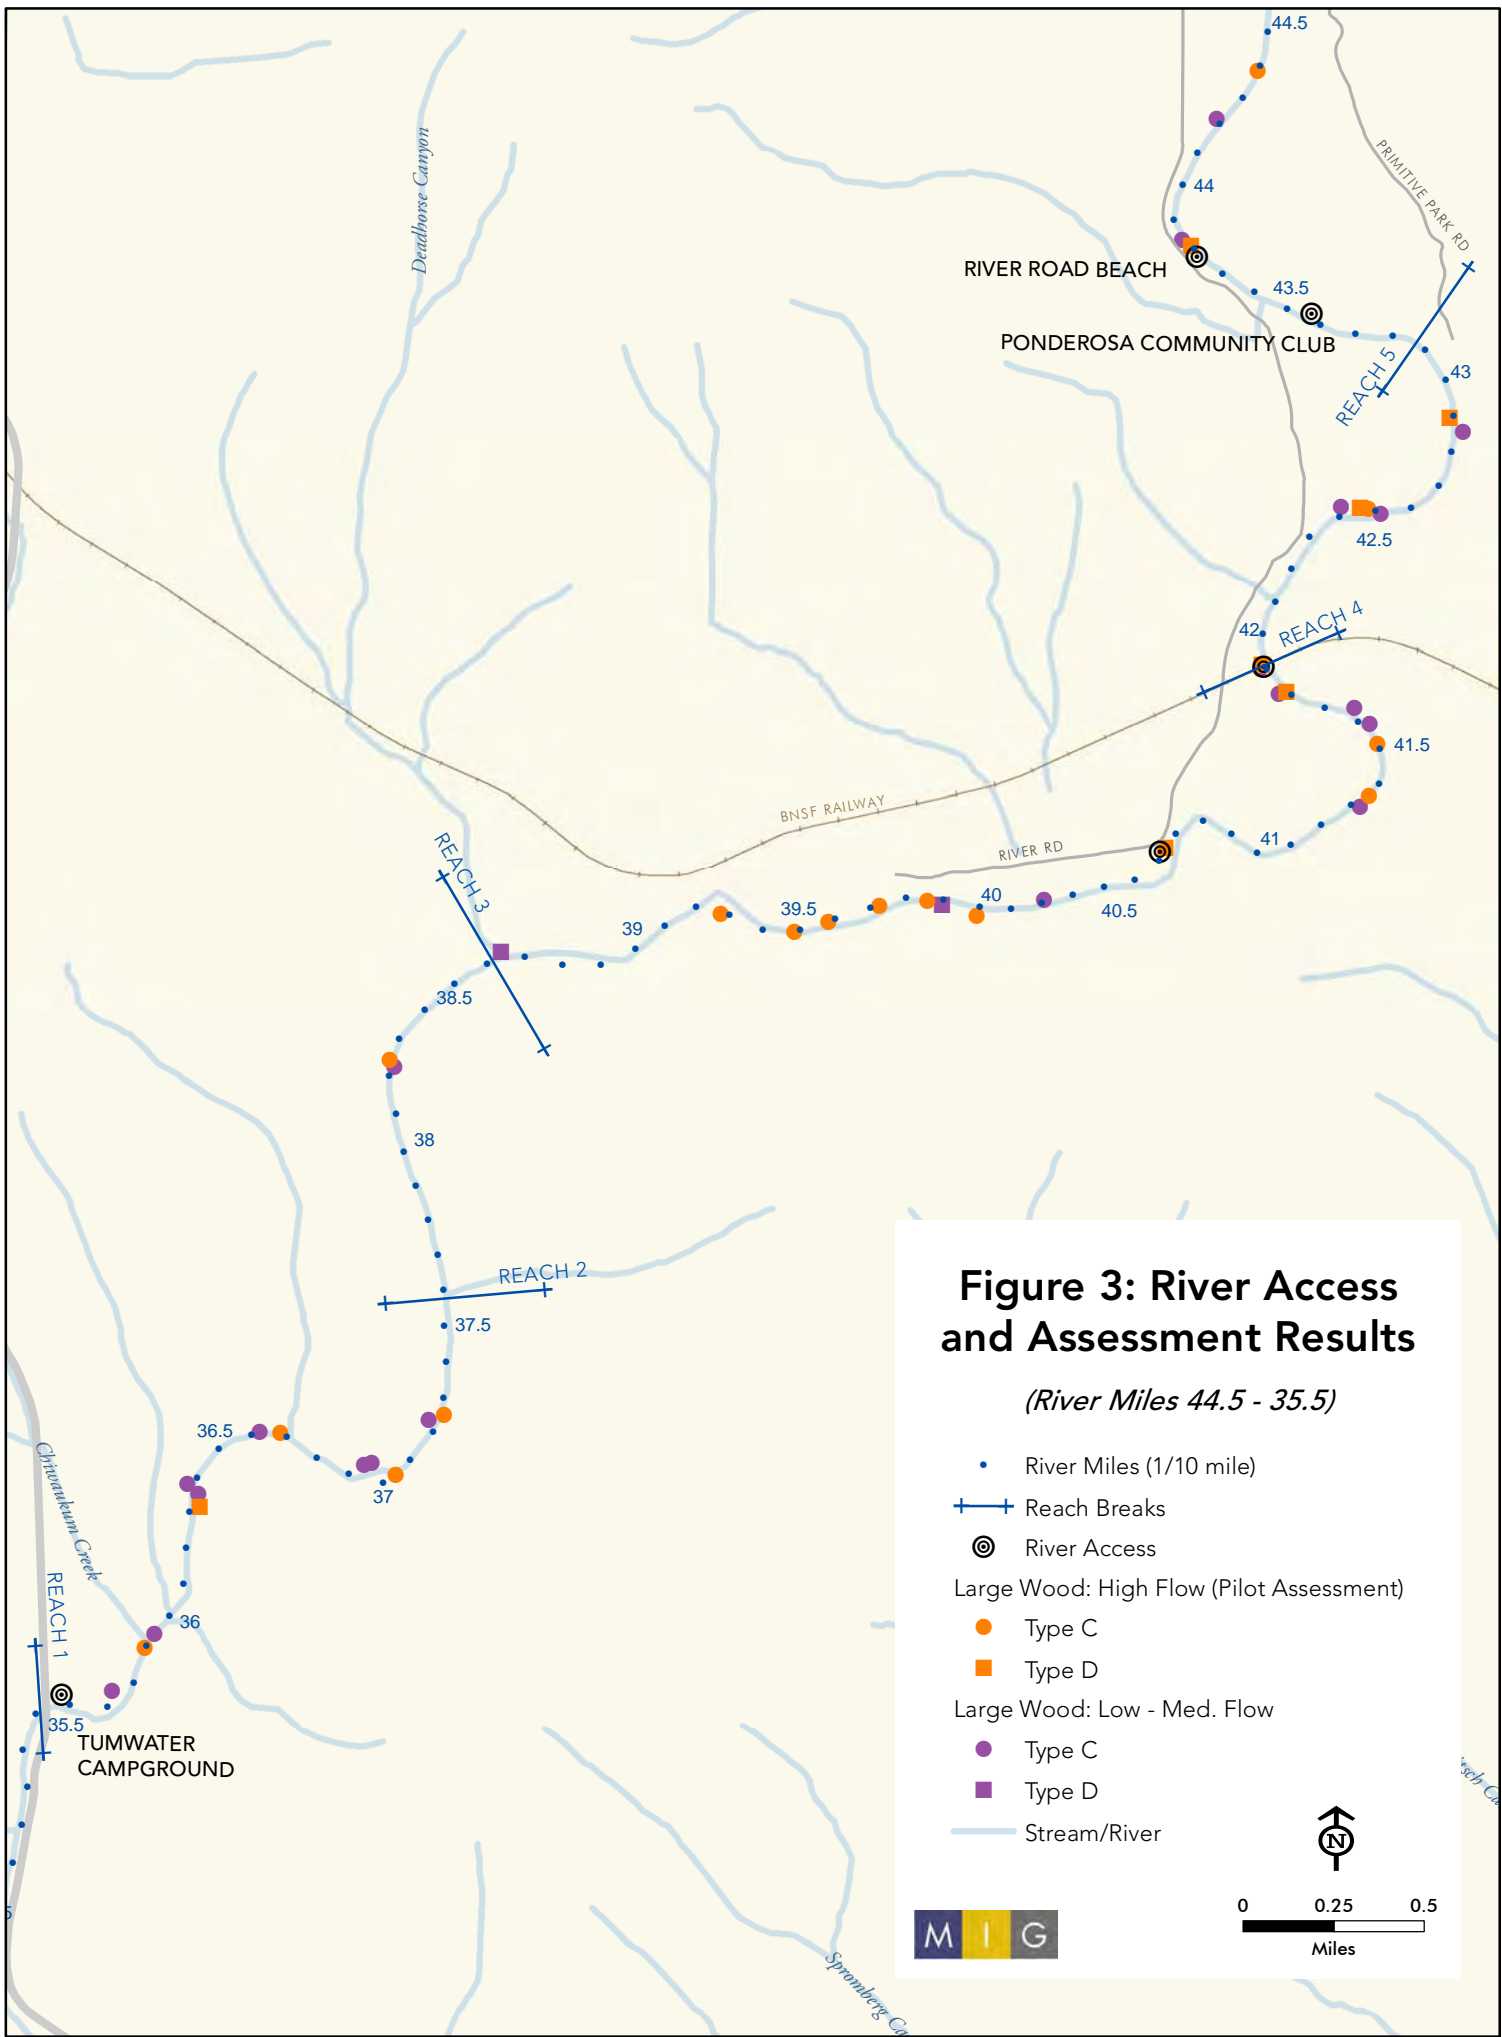 44.5
Deadhorse Canyon
PRIMITIVE PARK RD
44
RIVER ROAD BEACH
43.5
PONDEROSA COMMUNITY CLUB
REACH 5
43
42.5
42
REACH 4
41.5
BNSF RAILWAY
RIVER RD
41
REACH 3
40
40.5
39.5
39
38.5
38
REACH 2
37.5
36.5
37
Chiwaukum Creek
REACH 1
36
35.5
TUMWATER
CAMPGROUND
Spromberg Ca
Figure 3: River Access
and Assessment Results
(River Miles 44.5 - 35.5)
River Miles (1/10 mile)
Reach Breaks
River Access
Large Wood: High Flow (Pilot Assessment)
Type C
Type D
Large Wood: Low - Med. Flow
Type C
Type D
Stream/River
N
0 0.25 0.5
Miles
M I G